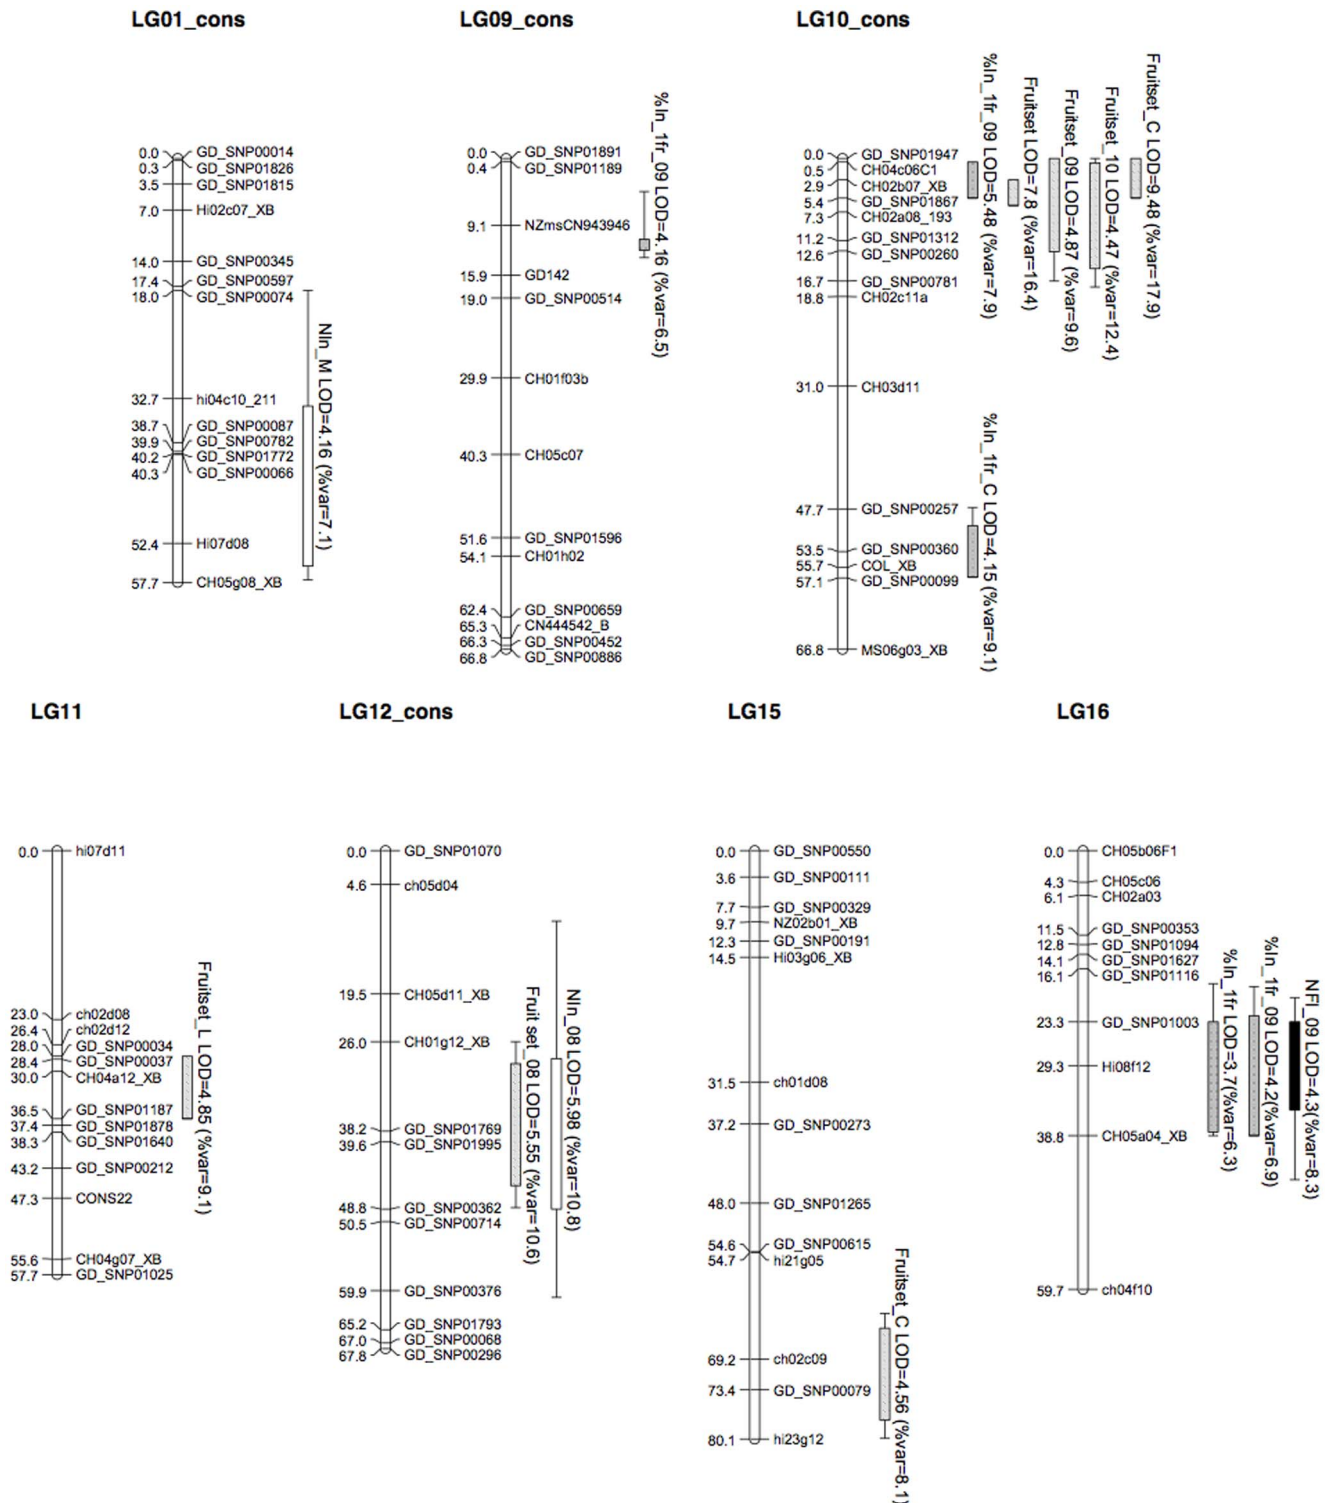 LG01_cons
0.0 GD_SNP00014
0.3 GD_SNP01826
3.5 GD_SNP01815
7.0 Hi02c07_XB
14.0 GD_SNP00345
17.4 GD_SNP00597
18.0 GD_SNP00074
32.7 hi04c10_211
38.7 GD_SNP00087
39.9 GD_SNP00782
40.2 GD_SNP01772
40.3 GD_SNP00066
52.4 Hi07d08
57.7 CH05g08_XB
NIn_M LOD=4.16 (%var=7.1)
LG09_cons
0.0 GD_SNP01891
0.4 GD_SNP01189
9.1 NZmsCN943946
15.9 GD142
19.0 GD_SNP00514
29.9 CH01f03b
40.3 CH05c07
51.6 GD_SNP01596
54.1 CH01h02
62.4 GD_SNP00659
65.3 CN444542_B
66.3 GD_SNP00452
66.8 GD_SNP00886
%In_1fr_09 LOD=4.16 (%var=6.5)
LG10_cons
0.0 GD_SNP01947
0.5 CH04c06C1
2.9 CH02b07_XB
5.4 GD_SNP01867
7.3 CH02a08_193
11.2 GD_SNP01312
12.6 GD_SNP00260
16.7 GD_SNP00781
18.8 CH02c11a
31.0 CH03d11
47.7 GD_SNP00257
53.5 GD_SNP00360
55.7 COL_XB
57.1 GD_SNP00099
66.8 MS06g03_XB
%In_1fr_09 LOD=5.48 (%var=7.9)
Fruitset LOD=7.8 (%var=16.4)
Fruitset_09 LOD=4.87 (%var=9.6)
Fruitset_10 LOD=4.47 (%var=12.4)
Fruitset_C LOD=9.48 (%var=17.9)
%In_1fr_C LOD=4.15 (%var=9.1)
LG11
0.0 hi07d11
23.0 ch02d08
26.4 ch02d12
28.0 GD_SNP00034
28.4 GD_SNP00037
30.0 CH04a12_XB
36.5 GD_SNP01187
37.4 GD_SNP01878
38.3 GD_SNP01640
43.2 GD_SNP00212
47.3 CONS22
55.6 CH04g07_XB
57.7 GD_SNP01025
Fruitset_L LOD=4.85 (%var=9.1)
LG12_cons
0.0 GD_SNP01070
4.6 ch05d04
19.5 CH05d11_XB
26.0 CH01g12_XB
38.2 GD_SNP01769
39.6 GD_SNP01995
48.8 GD_SNP00362
50.5 GD_SNP00714
59.9 GD_SNP00376
65.2 GD_SNP01793
67.0 GD_SNP00068
67.8 GD_SNP00296
Fruit set_08 LOD=5.55 (%var=10.6)
NIn_08 LOD=5.98 (%var=10.8)
LG15
0.0 GD_SNP00550
3.6 GD_SNP00111
7.7 GD_SNP00329
9.7 NZ02b01_XB
12.3 GD_SNP00191
14.5 Hi03g06_XB
31.5 ch01d08
37.2 GD_SNP00273
48.0 GD_SNP01265
54.6 GD_SNP00615
54.7 hi21g05
69.2 ch02c09
73.4 GD_SNP00079
80.1 hi23g12
Fruitset_C LOD=4.56 (%var=8.1)
LG16
0.0 CH05b06F1
4.3 CH05c06
6.1 CH02a03
11.5 GD_SNP00353
12.8 GD_SNP01094
14.1 GD_SNP01627
16.1 GD_SNP01116
23.3 GD_SNP01003
29.3 Hi08f12
38.8 CH05a04_XB
59.7 ch04f10
%In_1fr LOD=3.7(%var=6.3)
%In_1fr_09 LOD=4.2(%var=6.9)
NFI_09 LOD=4.3(%var=8.3)